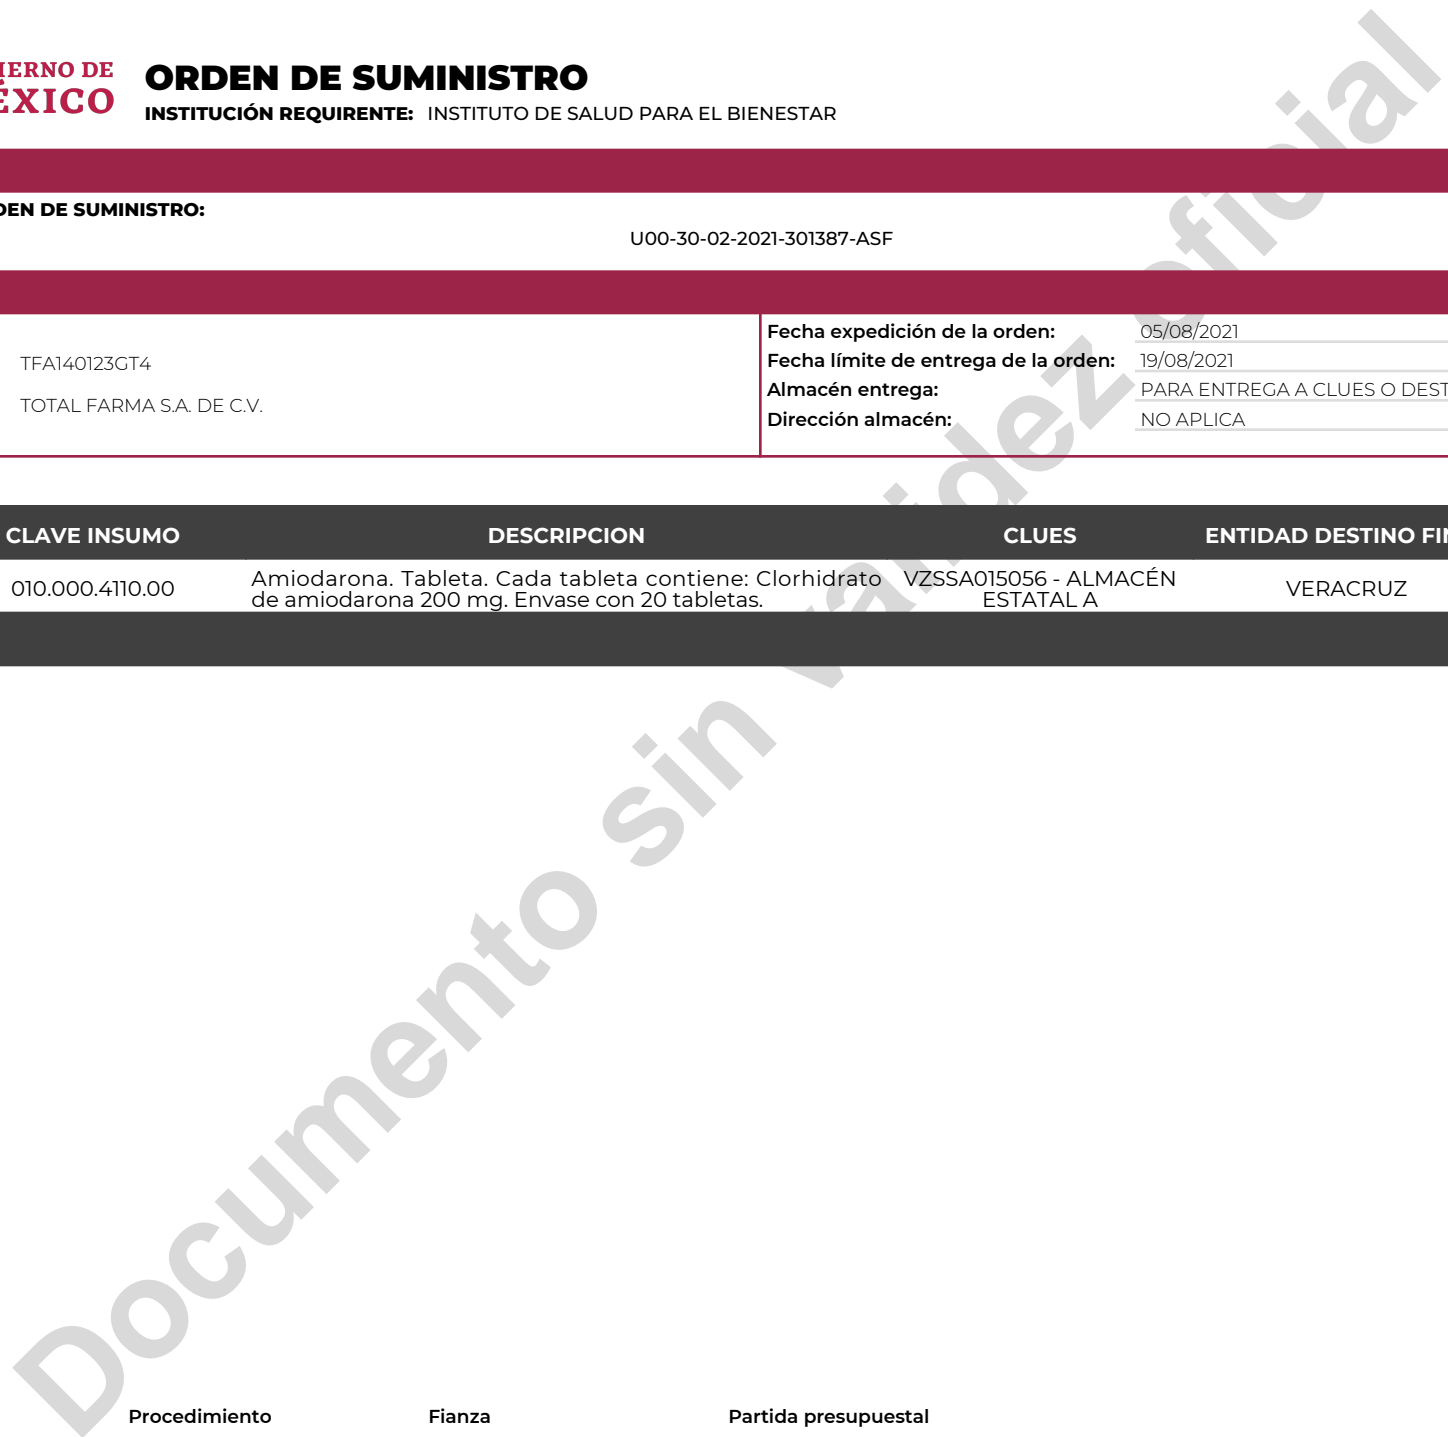 IERNO DE
ÉXICO
ORDEN DE SUMINISTRO
INSTITUCIÓN REQUIRENTE: INSTITUTO DE SALUD PARA EL BIENESTAR
DEN DE SUMINISTRO:
U00-30-02-2021-301387-ASF
TFA140123GT4
TOTAL FARMA S.A. DE C.V.
Fecha expedición de la orden: 05/08/2021
Fecha límite de entrega de la orden: 19/08/2021
Almacén entrega: PARA ENTREGA A CLUES O DEST
Dirección almacén: NO APLICA
CLAVE INSUMO DESCRIPCION CLUES ENTIDAD DESTINO FIN
010.000.4110.00 Amiodarona. Tableta. Cada tableta contiene: Clorhidrato de amiodarona 200 mg. Envase con 20 tabletas. VZSSA015056 - ALMACÉN ESTATAL A VERACRUZ
Documento sin validez oficial
Procedimiento Fianza Partida presupuestal